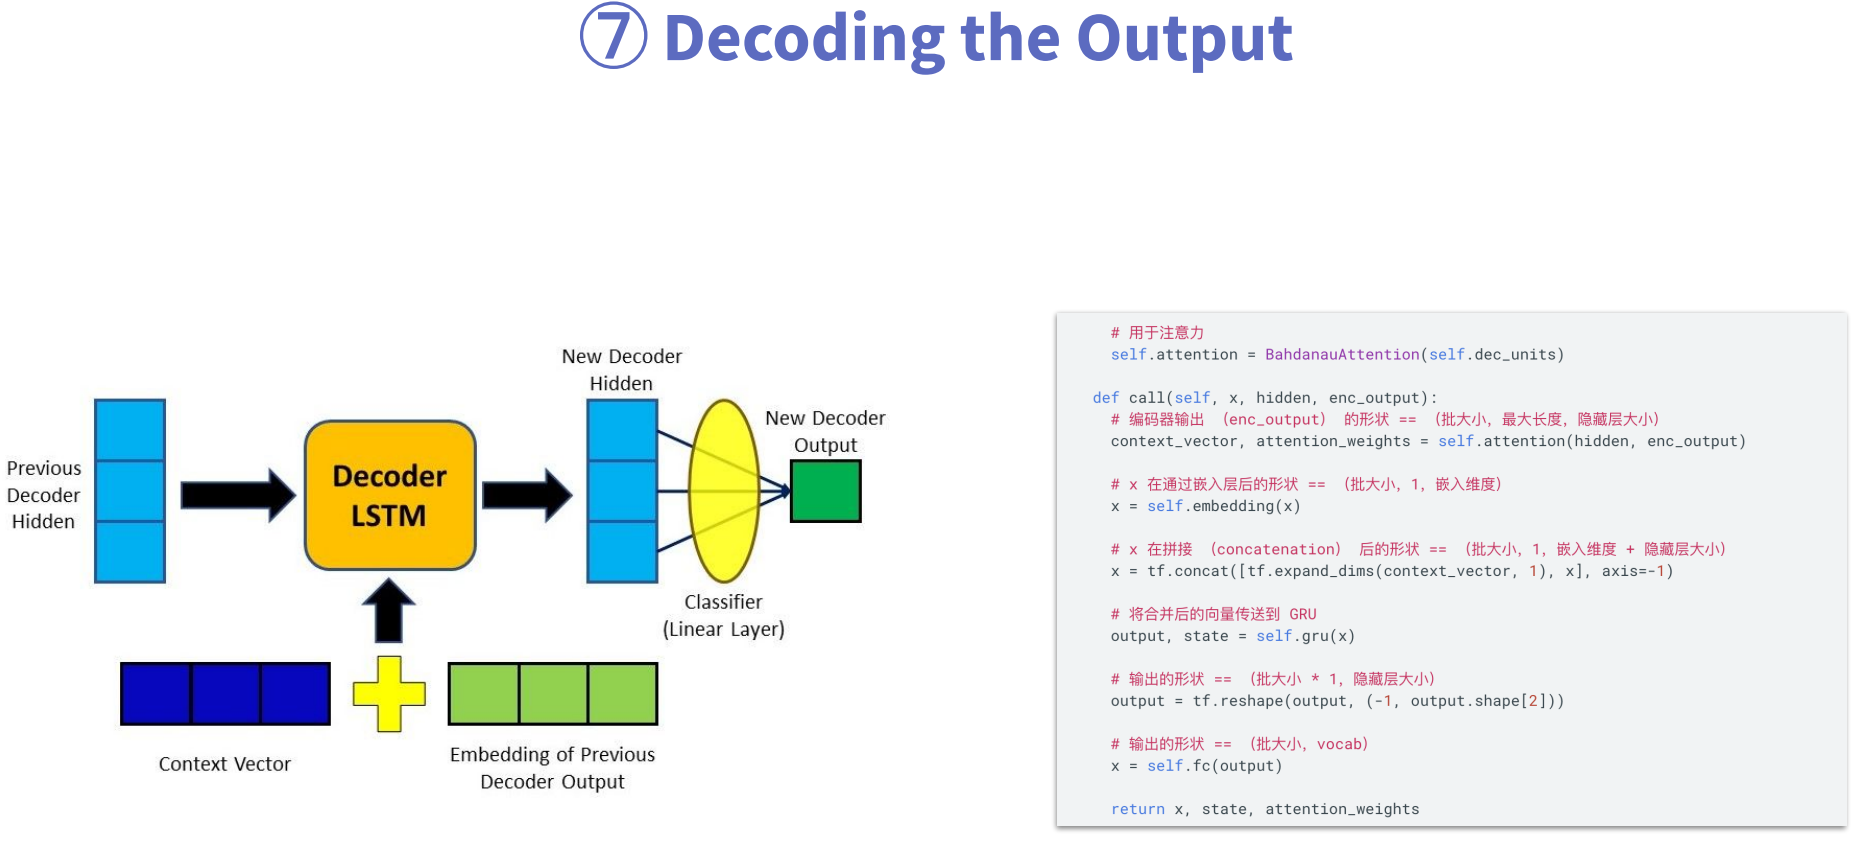 ⑦ Decoding the Output
New Decoder
Hidden
New Decoder
Output
Previous
Decoder
Hidden
Decoder
LSTM
Classifier
(Linear Layer)
Context Vector
Embedding of Previous
Decoder Output
# 用于注意力
self.attention = BahdanauAttention(self.dec_units)
def call(self, x, hidden, enc_output):
# 编码器输出 （enc_output） 的形状 == （批大小，最大长度，隐藏层大小）
context_vector, attention_weights = self.attention(hidden, enc_output)
# x 在通过嵌入层后的形状 == （批大小，1，嵌入维度）
x = self.embedding(x)
# x 在拼接 （concatenation） 后的形状 == （批大小，1，嵌入维度 + 隐藏层大小）
x = tf.concat([tf.expand_dims(context_vector, 1), x], axis=-1)
# 将合并后的向量传送到 GRU
output, state = self.gru(x)
# 输出的形状 == （批大小 * 1，隐藏层大小）
output = tf.reshape(output, (-1, output.shape[2]))
# 输出的形状 == （批大小，vocab）
x = self.fc(output)
return x, state, attention_weights